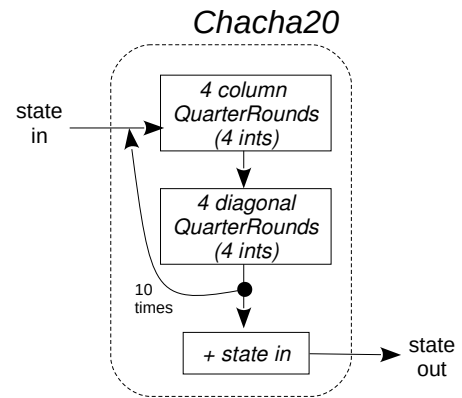 Chacha20
4 column
QuarterRounds
(4 ints)
state
in
4 diagonal
QuarterRounds
(4 ints)
10
times
+ state in
state
out